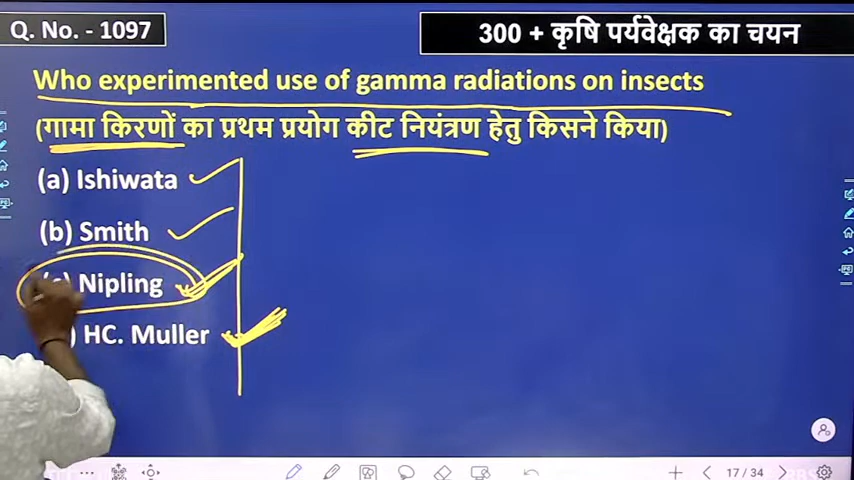 Q. No. - 1097
300 + कृषि पर्यवेक्षक का चयन
Who experimented use of gamma radiations on insects
(गामा किरणों का प्रथम प्रयोग कीट नियंत्रण हेतु किसने किया)
(a) Ishiwata
(b) Smith
Nipling
) HC. Muller
17/34